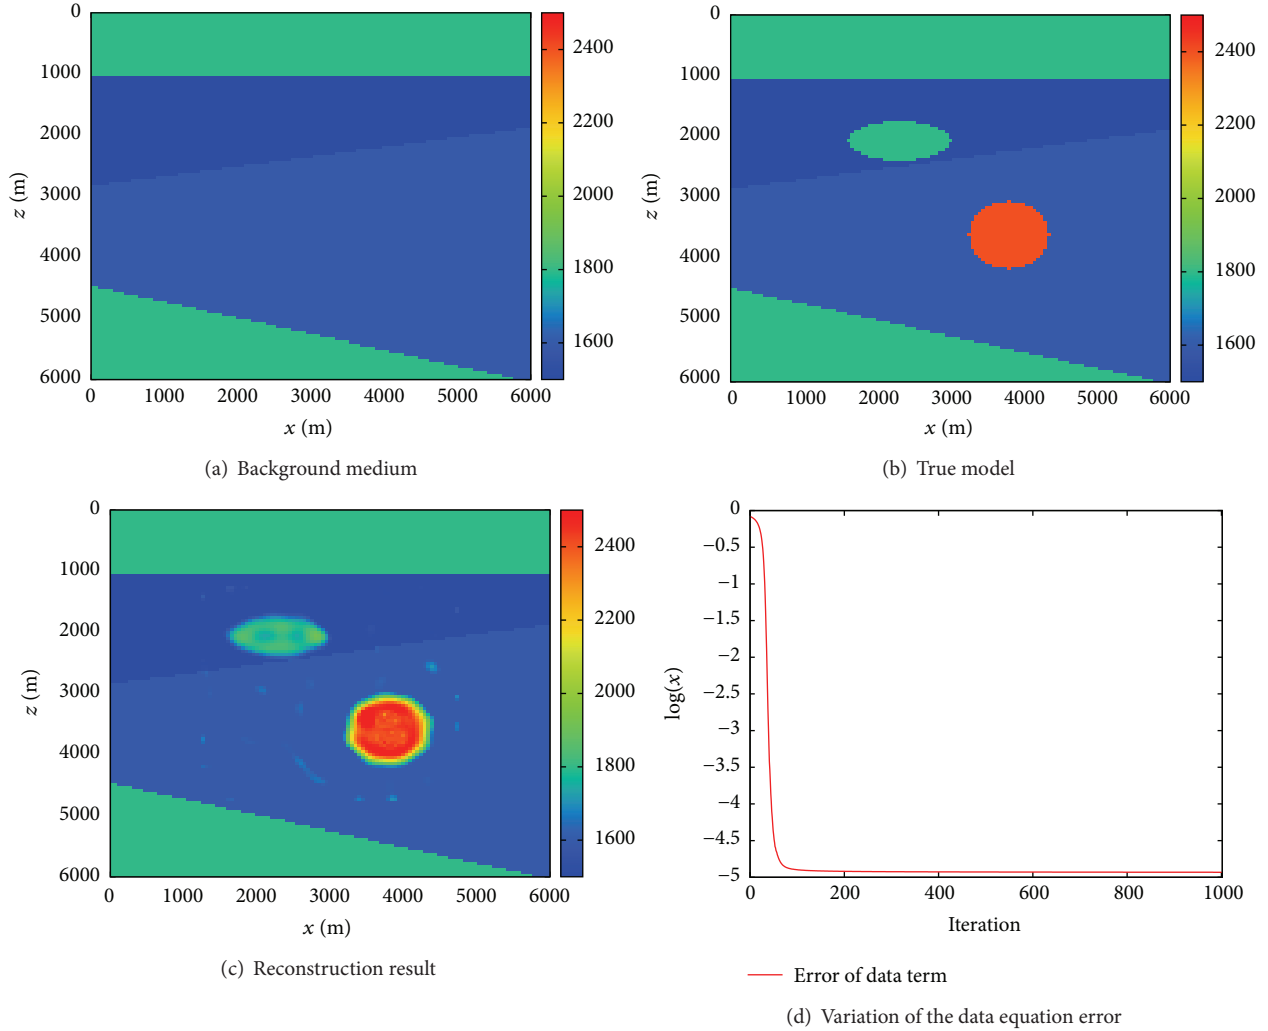 0
1000
2000
3000
4000
5000
6000
z (m)
0 1000 2000 3000 4000 5000 6000
x (m)
2400
2200
2000
1800
1600
(a) Background medium
0
1000
2000
3000
4000
5000
6000
z (m)
0 1000 2000 3000 4000 5000 6000
x (m)
2400
2200
2000
1800
1600
(b) True model
0
1000
2000
3000
4000
5000
6000
z (m)
0 1000 2000 3000 4000 5000 6000
x (m)
2400
2200
2000
1800
1600
(c) Reconstruction result
0
−0.5
−1
−1.5
−2
−2.5
−3
−3.5
−4
−4.5
−5
log(x)
0 200 400 600 800 1000
Iteration
Error of data term
(d) Variation of the data equation error